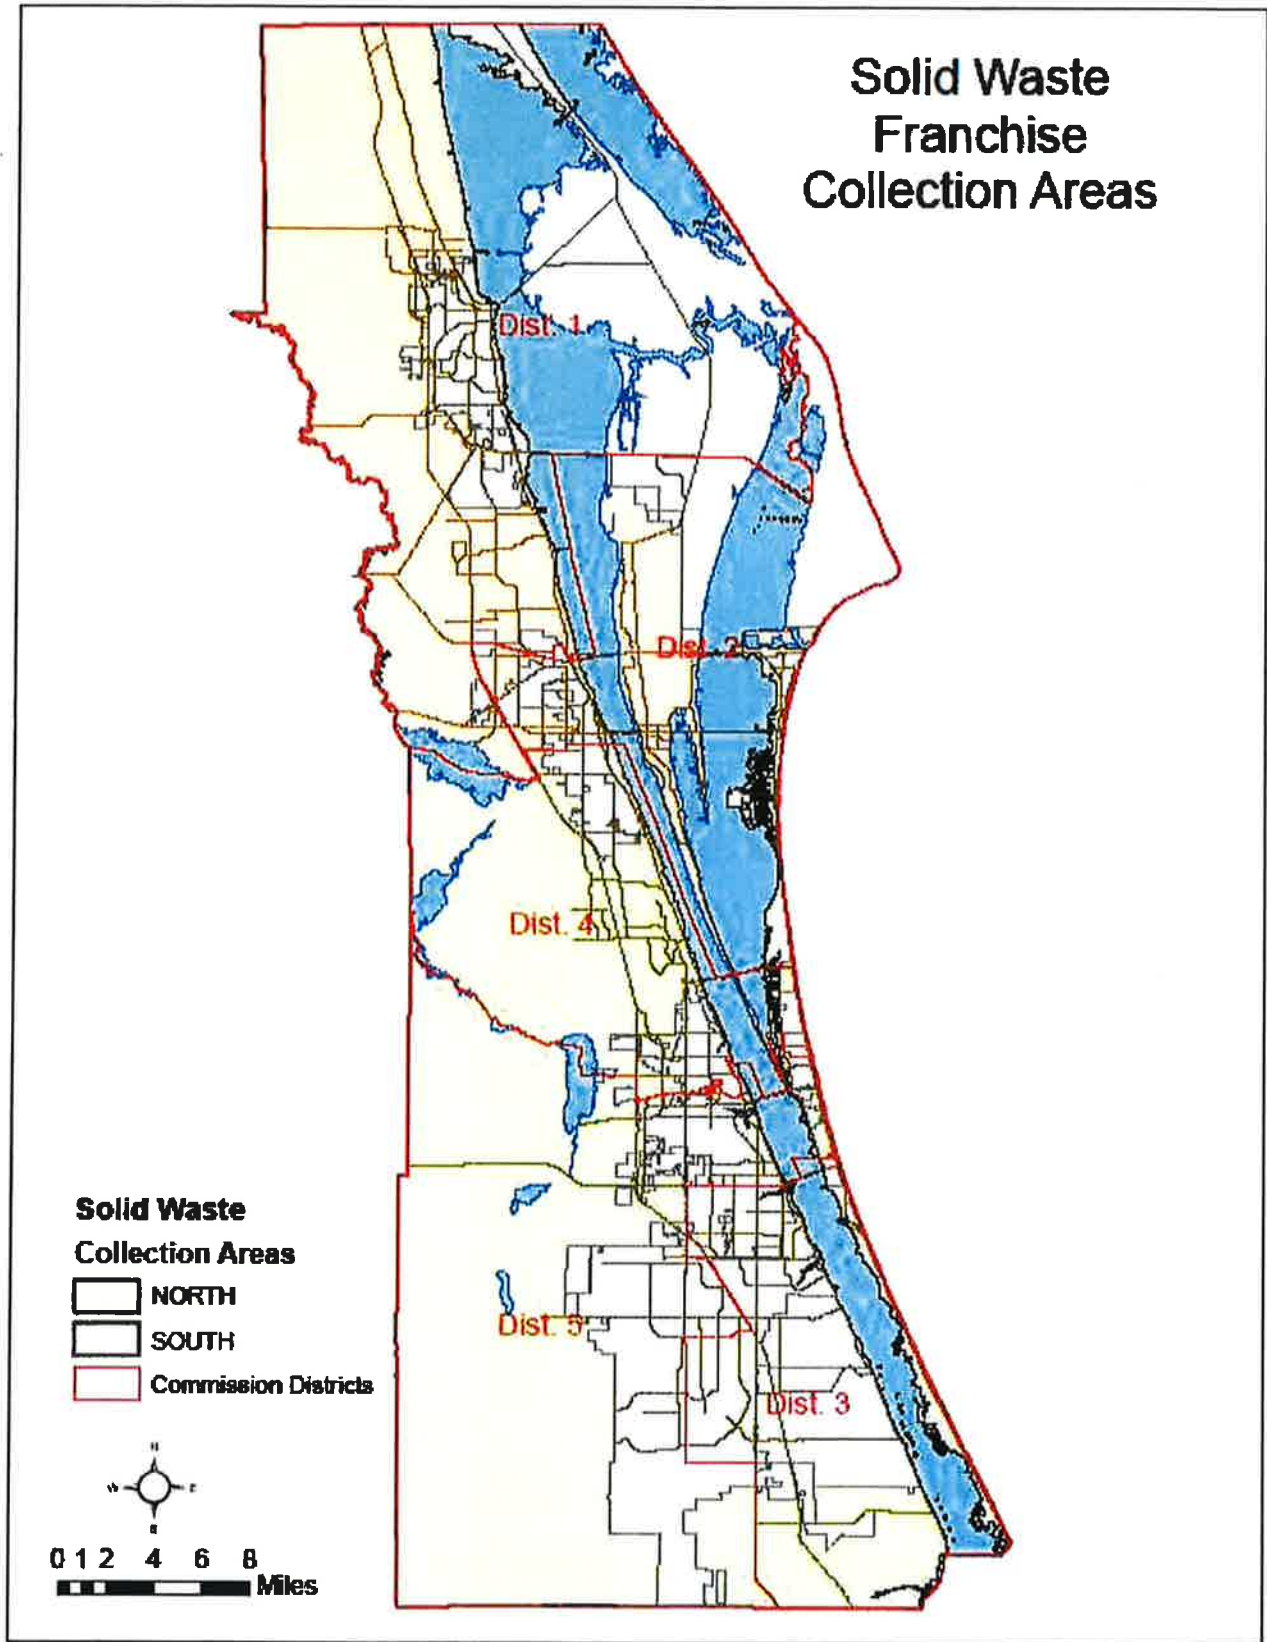 Solid Waste
Franchise
Collection Areas
Dist. 1
Dist. 2
Dist. 4
Dist. 5
Dist. 3
Solid Waste
Collection Areas
NORTH
SOUTH
Commission Districts
N
W E
S
0 1 2 4 6 8
Miles